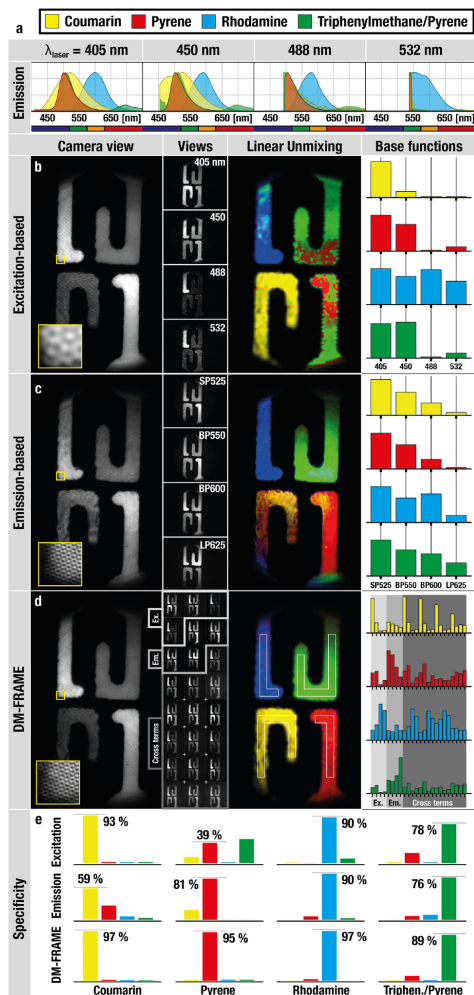 a
Coumarin Pyrene Rhodamine Triphenylmethane/Pyrene
λlaser = 405 nm 450 nm 488 nm 532 nm
Emission
450 550 650 [nm] 450 550 650 [nm] 450 550 650 [nm] 450 550 650 [nm]
Camera view Views Linear Unmixing Base functions
b
Excitation-based
405 nm
450
488
532
405 450 488 532
c
Emission-based
SP525
BP550
BP600
LP625
SP525 BP550 BP600 LP625
d
DM-FRAME
Ex.
Em.
Cross terms
Ex. Em. Cross terms
e
Specificity
Excitation
93 % 39 % 90 % 78 %
Emission
59 % 81 % 90 % 76 %
DM-FRAME
97 % 95 % 97 % 89 %
Coumarin Pyrene Rhodamine Triphen./Pyrene